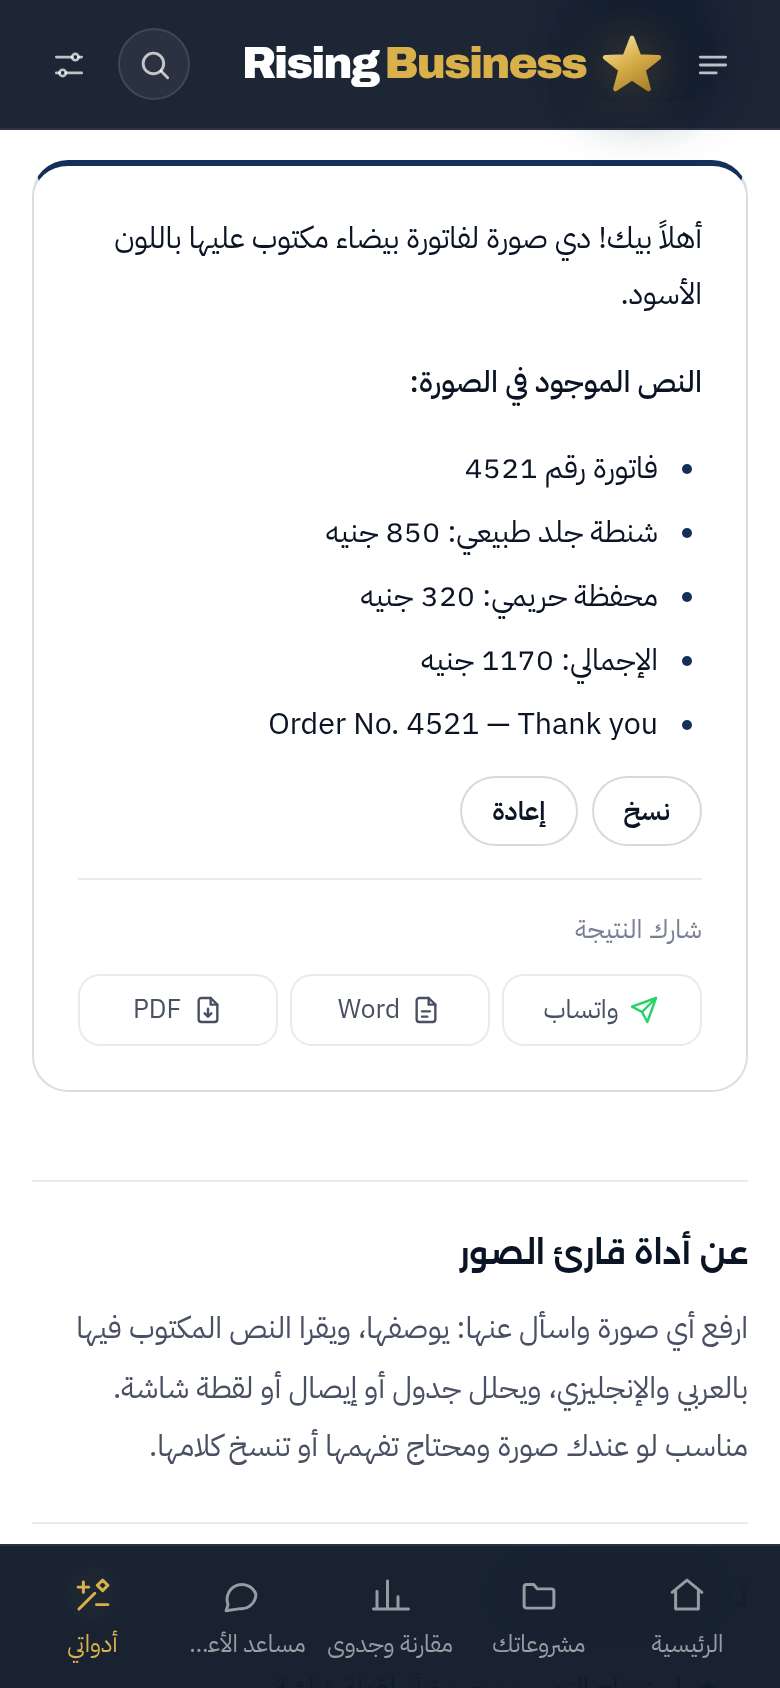 Rising Business
أهلاً بيك! دي صورة لفاتورة بيضاء مكتوب عليها باللون
الأسود.
النص الموجود في الصورة:
فاتورة رقم 4521
شنطة جلد طبيعي: 850 جنيه
محفظة حريمي: 320 جنيه
الإجمالي: 1170 جنيه
Order No. 4521 — Thank you
نسخ
إعادة
شارك النتيجة
واتساب
Word
PDF
عن أداة قارئ الصور
ارفع أي صورة واسأل عنها: يوصفها، ويقرا النص المكتوب فيها
بالعربي والإنجليزي، ويحلل جدول أو إيصال أو لقطة شاشة.
مناسب لو عندك صورة ومحتاج تفهمها أو تنسخ كلامها.
الرئيسية
مشروعاتك
مقارنة وجدوى
مساعد الأعـ...
أدواتي